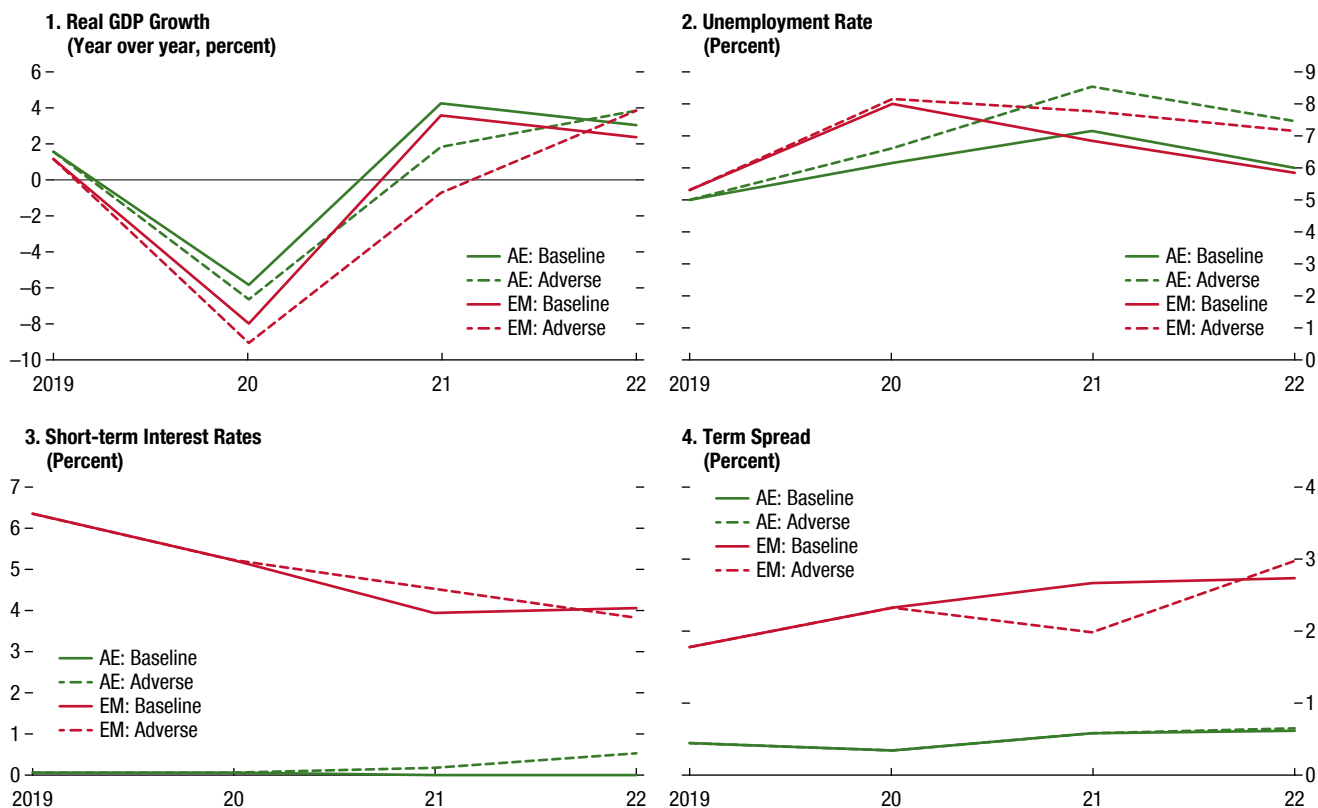 1. Real GDP Growth
(Year over year, percent)
6
4
2
0
–2
–4
–6
–8
–10
AE: Baseline
AE: Adverse
EM: Baseline
EM: Adverse
2019 20 21 22
2. Unemployment Rate
(Percent)
9
8
7
6
5
4
3
2
1
0
AE: Baseline
AE: Adverse
EM: Baseline
EM: Adverse
2019 20 21 22
3. Short-term Interest Rates
(Percent)
7
6
5
4
3
2
1
0
AE: Baseline
AE: Adverse
EM: Baseline
EM: Adverse
2019 20 21 22
4. Term Spread
(Percent)
4
3
2
1
0
AE: Baseline
AE: Adverse
EM: Baseline
EM: Adverse
2019 20 21 22